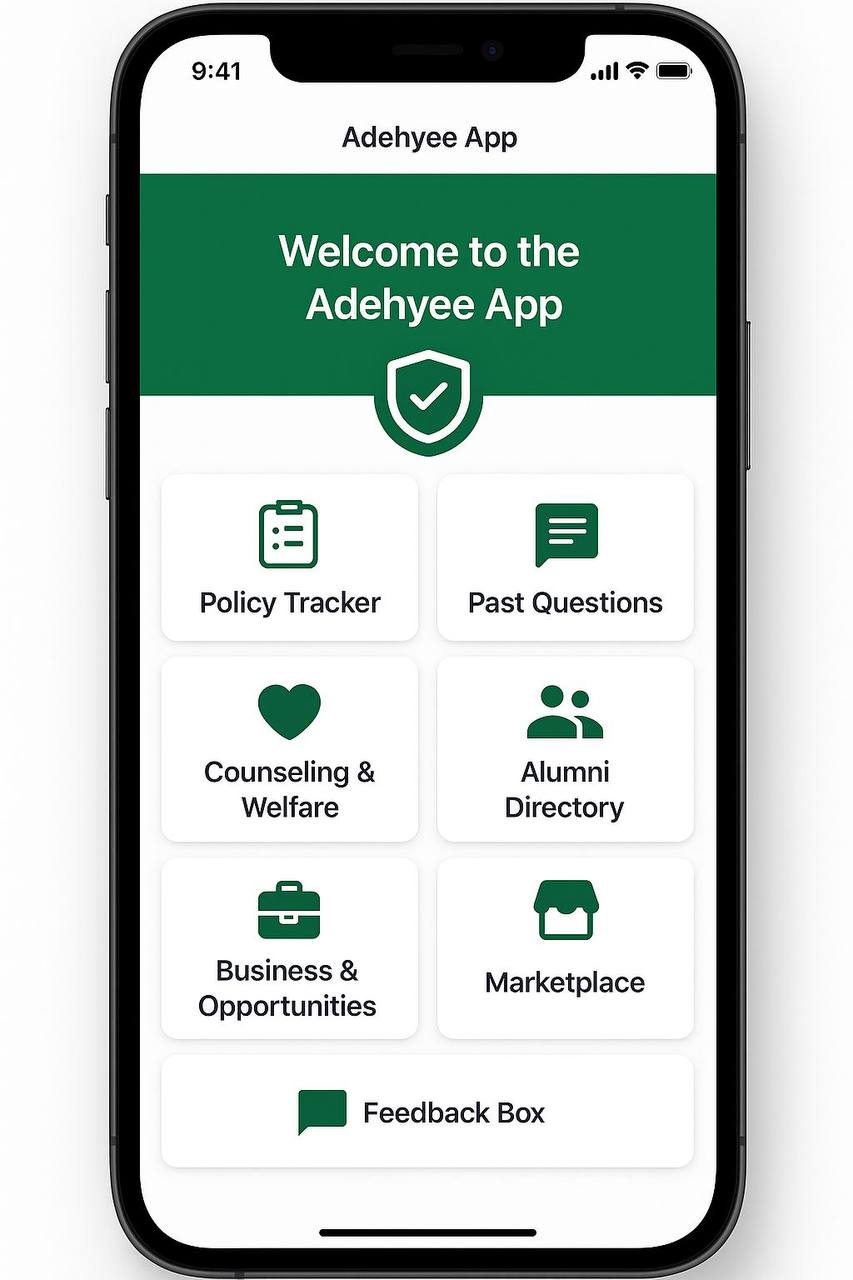 9:41
Adehyee App
Welcome to the
Adehyee App
Policy Tracker
Past Questions
Counseling &
Welfare
Alumni
Directory
Business &
Opportunities
Marketplace
Feedback Box